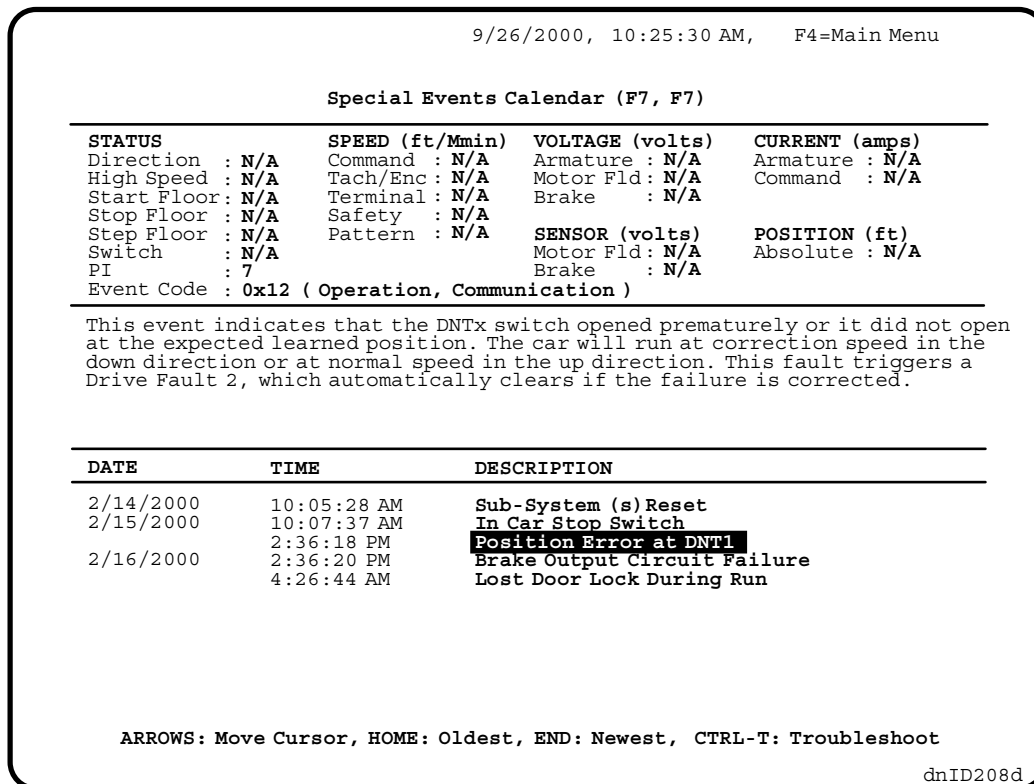 9/26/2000, 10:25:30 AM, F4=Main Menu
Special Events Calendar (F7, F7)
STATUS SPEED (ft/Mmin) VOLTAGE (volts) CURRENT (amps)
Direction : N/A Command : N/A Armature : N/A Armature : N/A
High Speed : N/A Tach/Enc : N/A Motor Fld: N/A Command : N/A
Start Floor: N/A Terminal : N/A Brake : N/A
Stop Floor : N/A Safety : N/A
Step Floor : N/A Pattern : N/A SENSOR (volts) POSITION (ft)
Switch : N/A Motor Fld: N/A Absolute : N/A
PI : 7 Brake : N/A
Event Code : 0x12 ( Operation, Communication )
This event indicates that the DNTx switch opened prematurely or it did not open
at the expected learned position. The car will run at correction speed in the
down direction or at normal speed in the up direction. This fault triggers a
Drive Fault 2, which automatically clears if the failure is corrected.
DATE TIME DESCRIPTION
2/14/2000 10:05:28 AM Sub-System (s) Reset
2/15/2000 10:07:37 AM In Car Stop Switch
2:36:18 PM Position Error at DNT1
2/16/2000 2:36:20 PM Brake Output Circuit Failure
4:26:44 AM Lost Door Lock During Run
ARROWS: Move Cursor, HOME: Oldest, END: Newest, CTRL-T: Troubleshoot
dnID208d